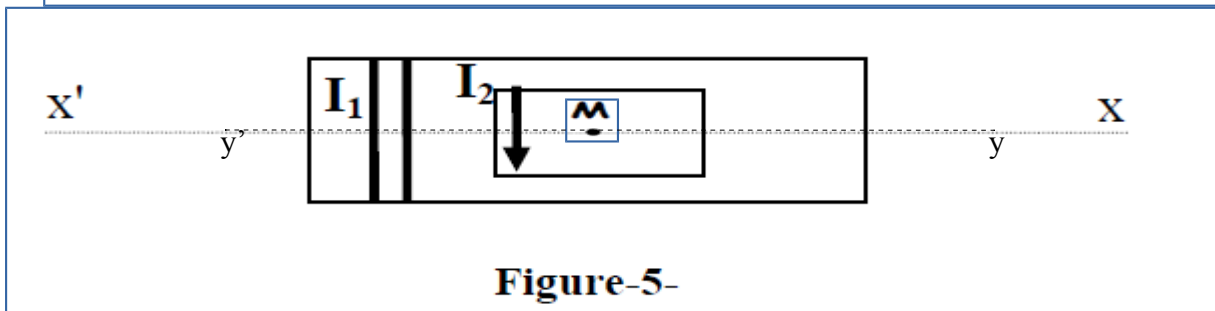 X' I₁ I₂ M X
y' y
Figure-5-